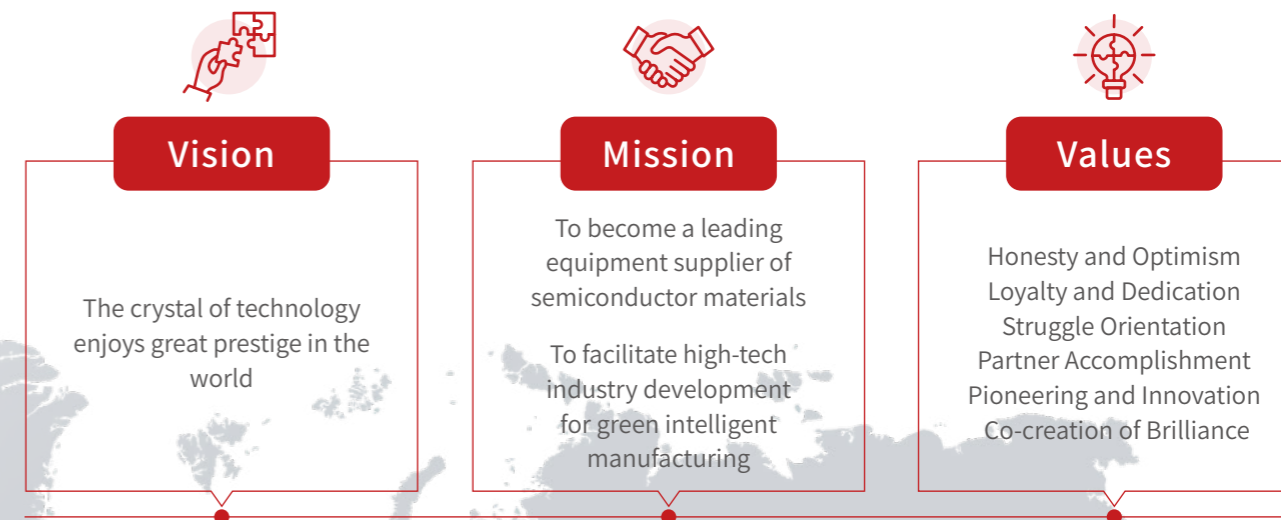 Vision
The crystal of technology
enjoys great prestige in the
world
Mission
To become a leading
equipment supplier of
semiconductor materials
To facilitate high-tech
industry development
for green intelligent
manufacturing
Values
Honesty and Optimism
Loyalty and Dedication
Struggle Orientation
Partner Accomplishment
Pioneering and Innovation
Co-creation of Brilliance